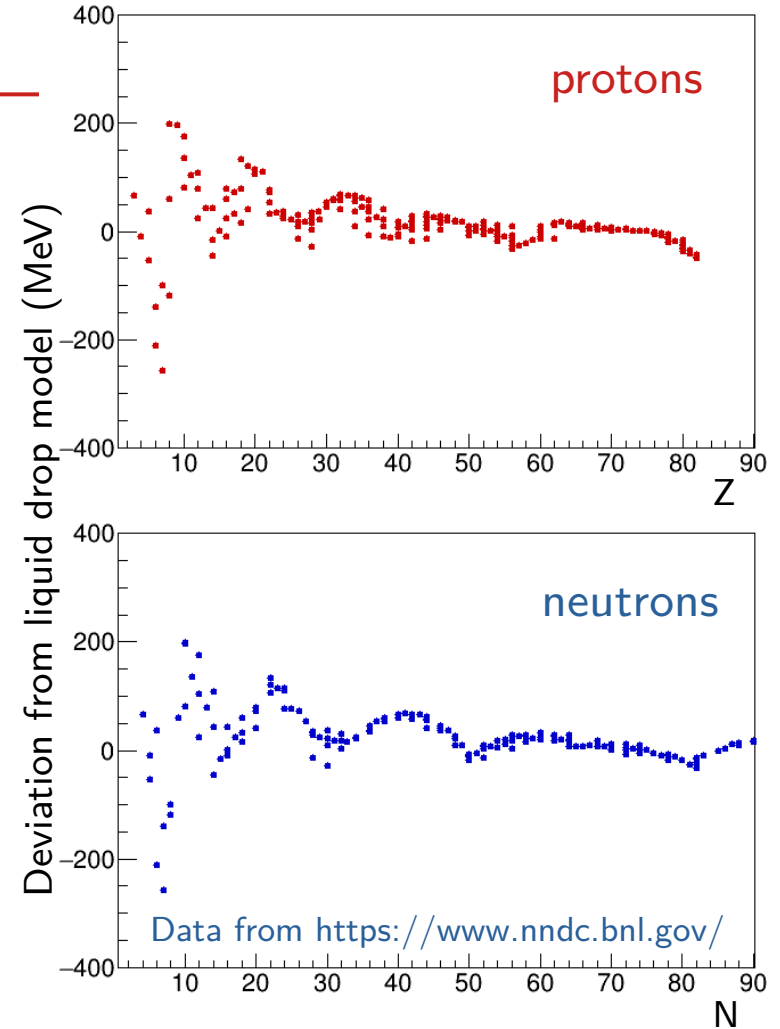 Deviation from liquid drop model (MeV)
400
200
0
−200
−400
protons
10 20 30 40 50 60 70 80 90
Z
400
200
0
−200
−400
neutrons
Data from https://www.nndc.bnl.gov/
10 20 30 40 50 60 70 80 90
N